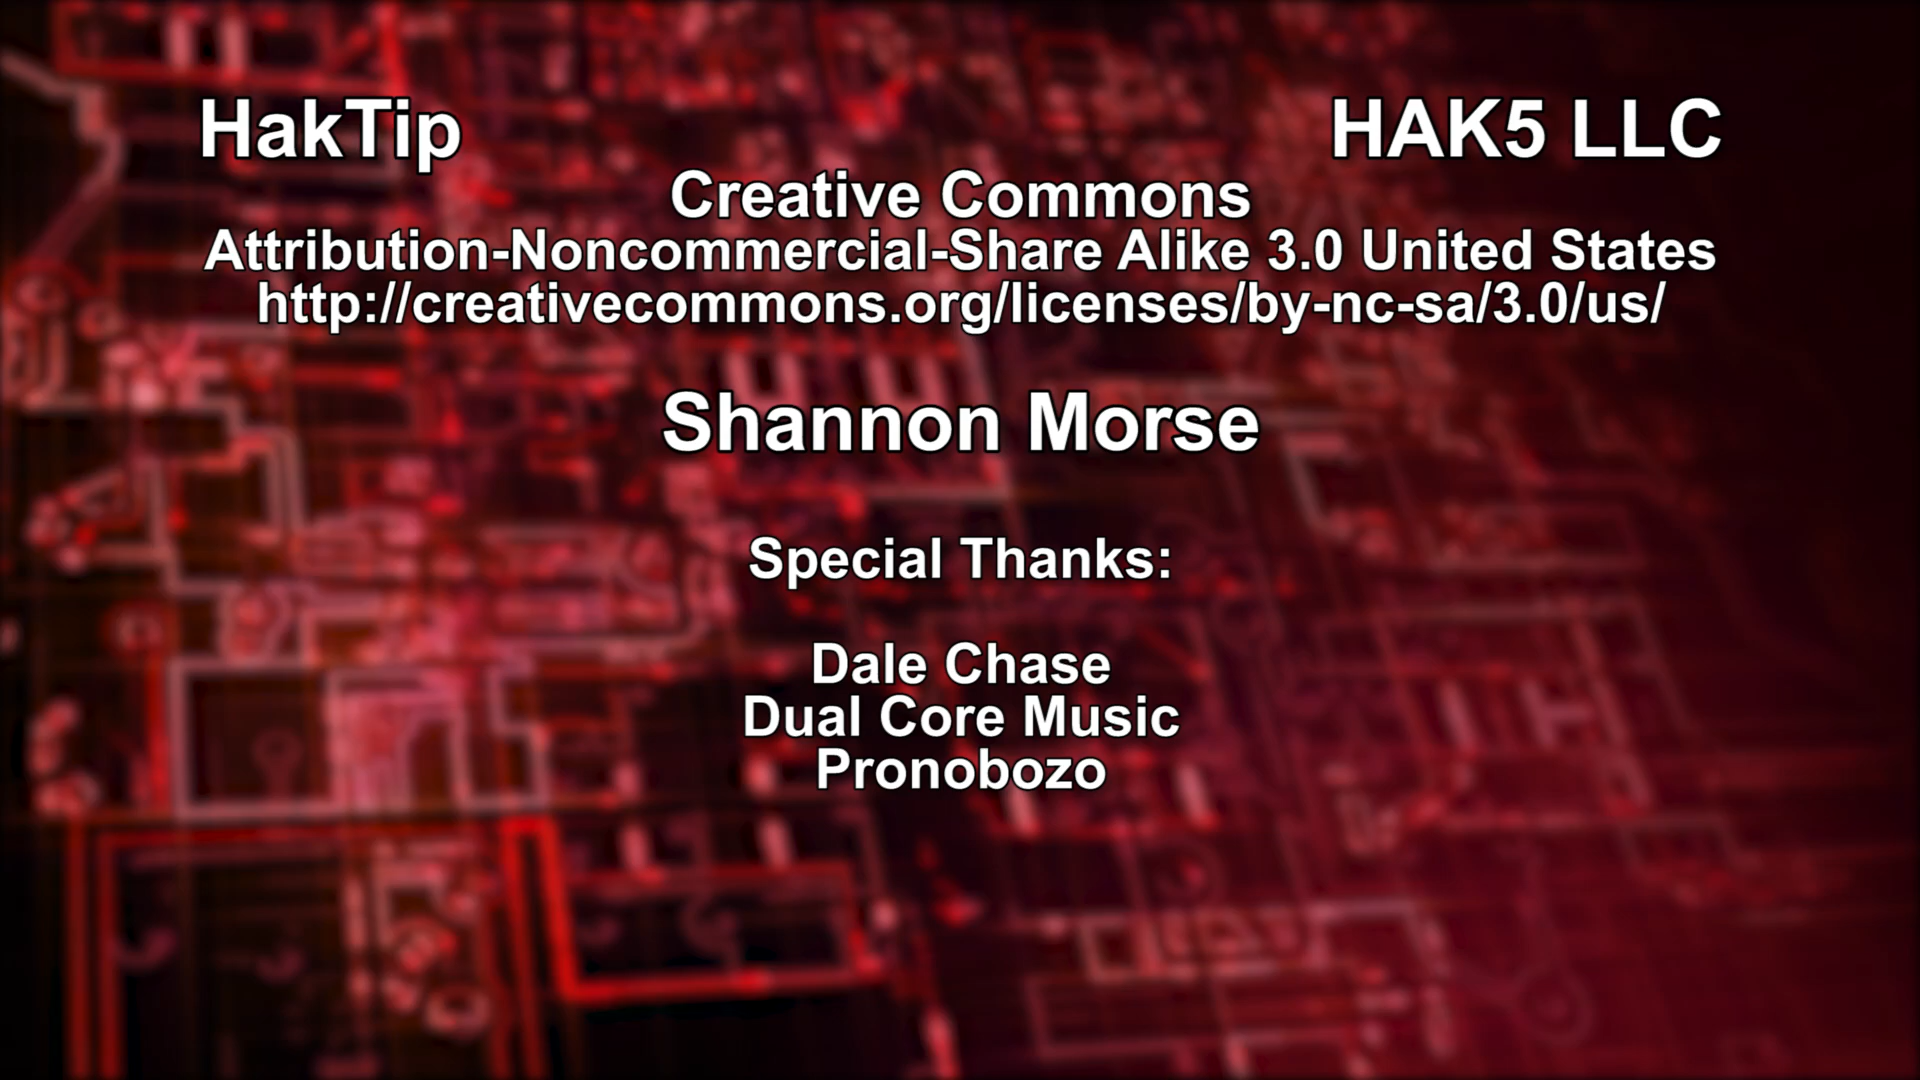 HakTip HAK5 LLC
Creative Commons
Attribution-Noncommercial-Share Alike 3.0 United States
http://creativecommons.org/licenses/by-nc-sa/3.0/us/
Shannon Morse
Special Thanks:
Dale Chase
Dual Core Music
Pronobozo